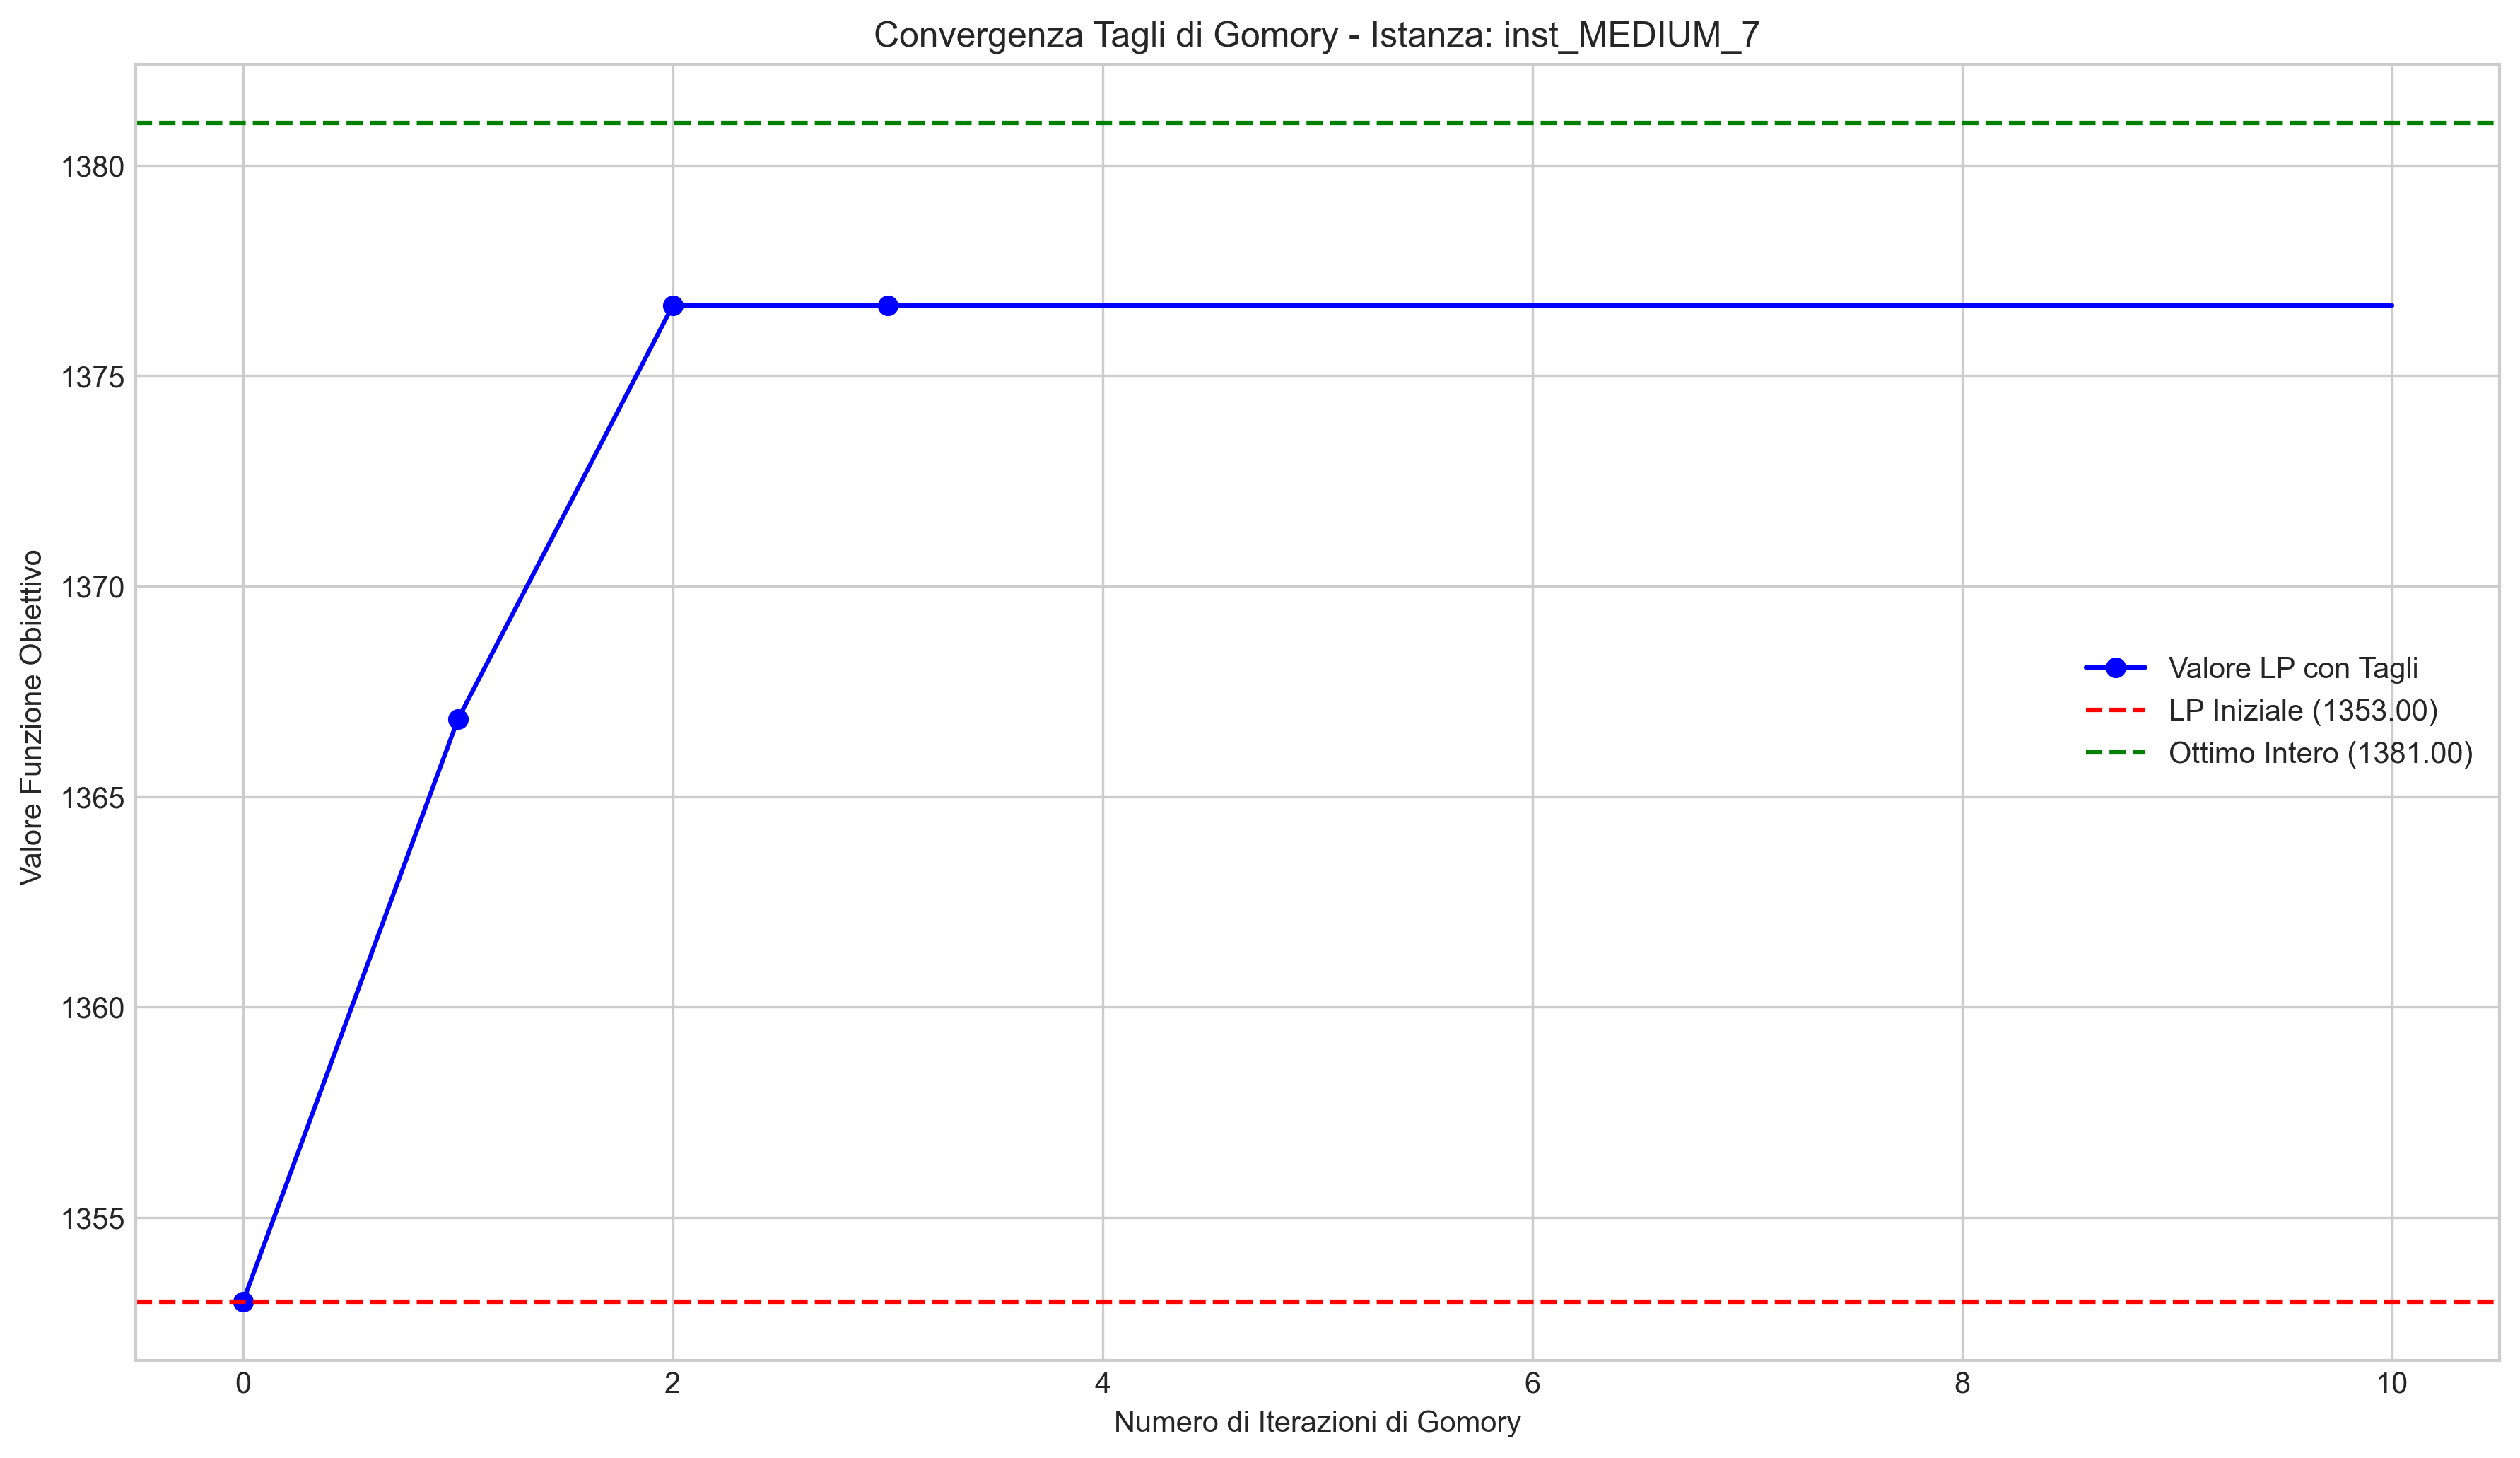 Convergenza Tagli di Gomory - Istanza: inst_MEDIUM_7
Valore Funzione Obiettivo
1380
1375
1370
1365
1360
1355
Valore LP con Tagli
LP Iniziale (1353.00)
Ottimo Intero (1381.00)
0 2 4 6 8 10
Numero di Iterazioni di Gomory